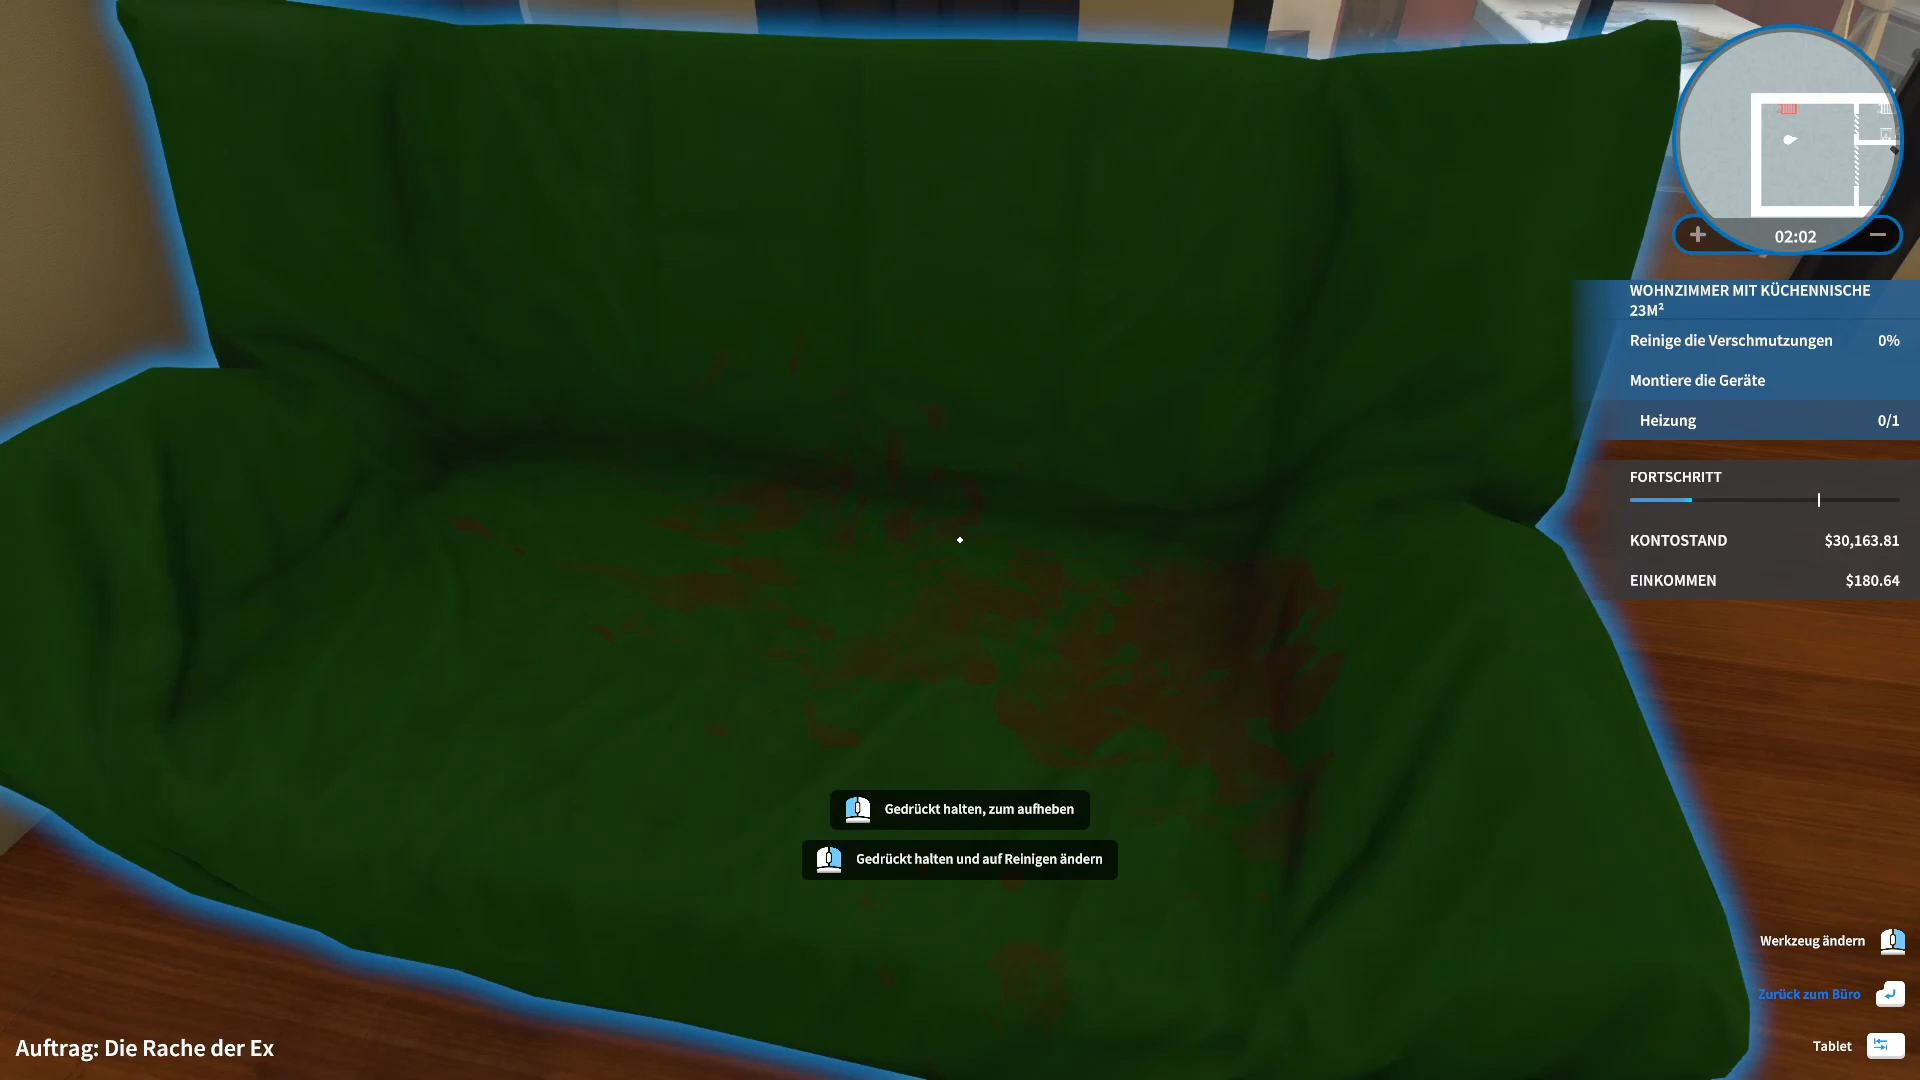 02:02
WOHNZIMMER MIT KÜCHENNISCHE
23M²
Reinige die Verschmutzungen 0%
Montiere die Geräte
Heizung 0/1
FORTSCHRITT
KONTOSTAND $30,163.81
EINKOMMEN $180.64
Gedrückt halten, zum aufheben
Gedrückt halten und auf Reinigen ändern
Werkzeug ändern
Zurück zum Büro
Tablet
Auftrag: Die Rache der Ex